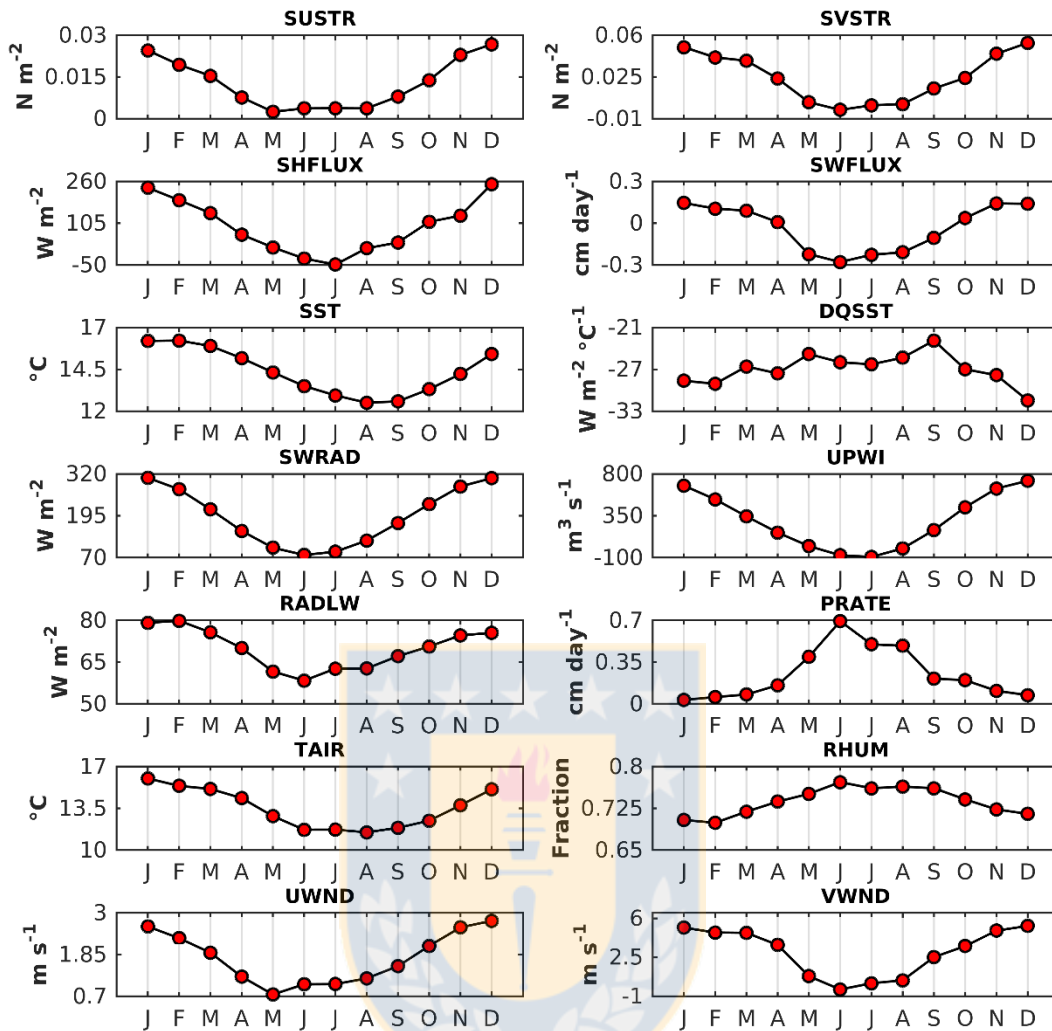 SUSTR
SVSTR
0.03
0.015
0
N m-2
J F M A M J J A S O N D
0.06
0.025
-0.01
N m-2
J F M A M J J A S O N D
SHFLUX
SWFLUX
260
105
-50
W m-2
J F M A M J J A S O N D
0.3
0
-0.3
cm day-1
J F M A M J J A S O N D
SST
DQSST
17
14.5
12
°C
J F M A M J J A S O N D
-21
-27
-33
W m-2 °C-1
J F M A M J J A S O N D
SWRAD
UPWI
320
195
70
W m-2
J F M A M J J A S O N D
800
350
-100
m3 s-1
J F M A M J J A S O N D
RADLW
PRATE
80
65
50
W m-2
J F M A M J J A S O N D
0.7
0.35
0
cm day-1
J F M A M J J A S O N D
TAIR
RHUM
17
13.5
10
°C
J F M A M J J A S O N D
0.8
0.725
0.65
Fraction
J F M A M J J A S O N D
UWND
VWND
3
1.85
0.7
m s-1
J F M A M J J A S O N D
6
2.5
-1
m s-1
J F M A M J J A S O N D